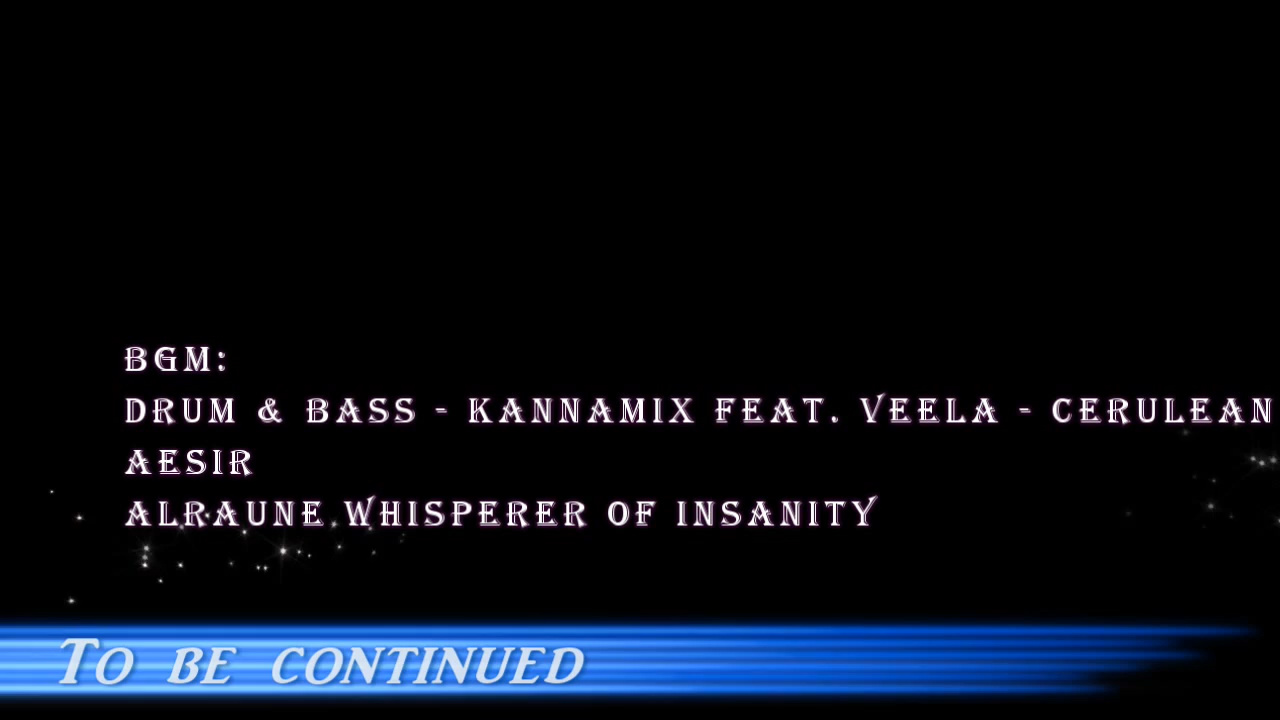 BGM:
DRUM & BASS - KANNAMIX FEAT. VEELA - CERULEAN
AESIR
ALRAUNE WHISPERER OF INSANITY
TO BE CONTINUED